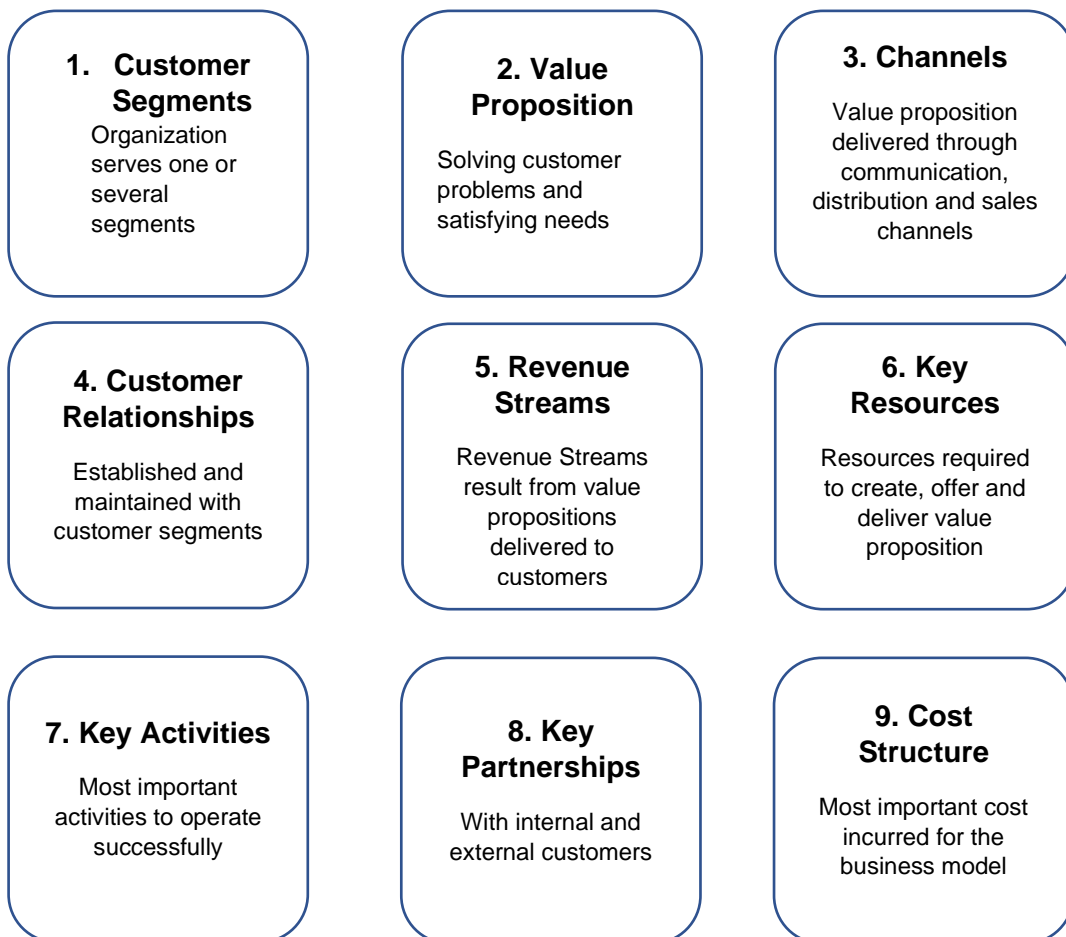 1. Customer
Segments
Organization
serves one or
several
segments
2. Value
Proposition
Solving customer
problems and
satisfying needs
3. Channels
Value proposition
delivered through
communication,
distribution and sales
channels
4. Customer
Relationships
Established and
maintained with
customer segments
5. Revenue
Streams
Revenue Streams
result from value
propositions
delivered to
customers
6. Key
Resources
Resources required
to create, offer and
deliver value
proposition
7. Key Activities
Most important
activities to operate
successfully
8. Key
Partnerships
With internal and
external customers
9. Cost
Structure
Most important cost
incurred for the
business model